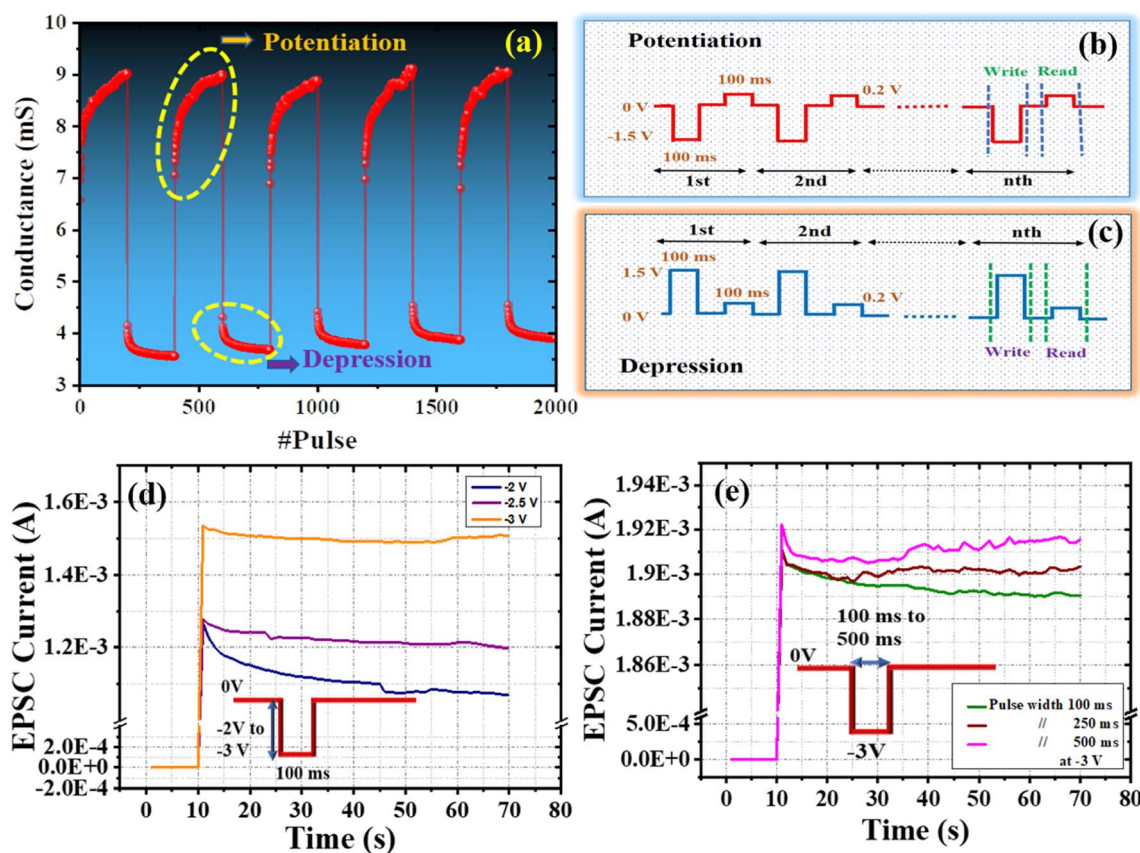 (a)
Potentiation
Depression
Conductance (mS)
10
9
8
7
6
5
4
3
0
500
1000
1500
2000
#Pulse
(b)
Potentiation
100 ms
0.2 V
Write
Read
0 V
-1.5 V
100 ms
1st
2nd
nth
(c)
1st
2nd
nth
100 ms
1.5 V
100 ms
0.2 V
0 V
Write
Read
Depression
(d)
-2 V
-2.5 V
-3 V
EPSC Current (A)
1.6E-3
1.5E-3
1.2E-3
2.0E-4
0.0E+0
-2.0E-4
0V
-2V to
-3 V
100 ms
0
10
20
30
40
50
60
70
80
Time (s)
(e)
EPSC Current (A)
1.94E-3
1.92E-3
1.9E-3
1.88E-3
1.86E-3
5.0E-4
0.0E+0
100 ms to
500 ms
0V
-3V
Pulse width 100 ms
// 250 ms
// 500 ms
at -3 V
0
10
20
30
40
50
60
70
80
Time (s)